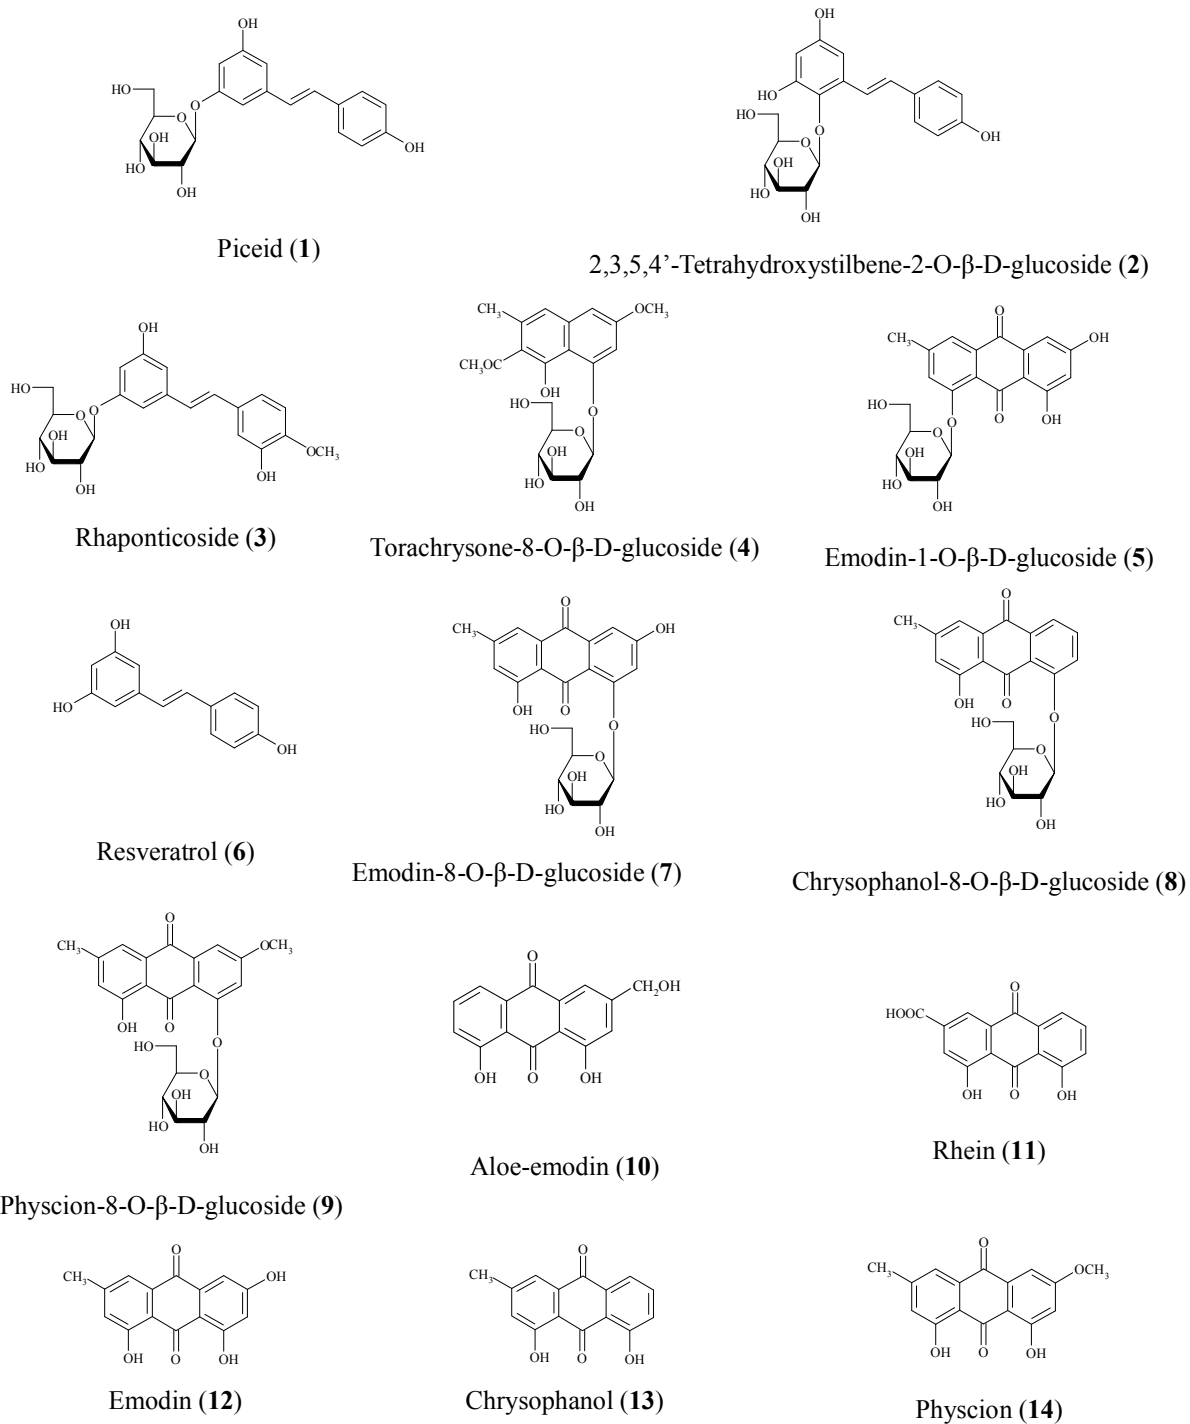 OH
HO
O
O
OH
HO
OH
OH
Piceid (1)
OH
HO
HO
O
O
OH
HO
OH
OH
2,3,5,4’-Tetrahydroxystilbene-2-O-β-D-glucoside (2)
OH
HO
O
O
OH
HO
OH
OH
OCH3
Rhaponticoside (3)
CH3
OCH3
CH3OC
OH
HO
O
O
OH
HO
OH
Torachrysone-8-O-β-D-glucoside (4)
O
CH3
OH
HO
O
O
OH
O
OH
HO
OH
Emodin-1-O-β-D-glucoside (5)
OH
HO
OH
Resveratrol (6)
O
CH3
OH
OH
O
HO
O
O
OH
HO
OH
Emodin-8-O-β-D-glucoside (7)
O
CH3
OH
O
HO
O
O
OH
HO
OH
Chrysophanol-8-O-β-D-glucoside (8)
O
CH3
OCH3
OH
O
HO
O
O
OH
HO
OH
Physcion-8-O-β-D-glucoside (9)
O
CH2OH
OH
O
OH
Aloe-emodin (10)
O
HOOC
OH
O
OH
Rhein (11)
O
CH3
OH
OH
O
OH
Emodin (12)
O
CH3
OH
O
OH
Chrysophanol (13)
O
CH3
OCH3
OH
O
OH
Physcion (14)